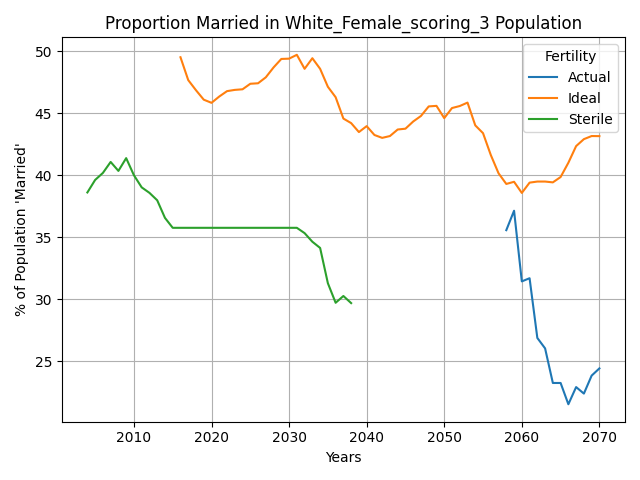 Proportion Married in White_Female_scoring_3 Population
% of Population 'Married'
50
45
40
35
30
25
Fertility
Actual
Ideal
Sterile
2010 2020 2030 2040 2050 2060 2070
Years